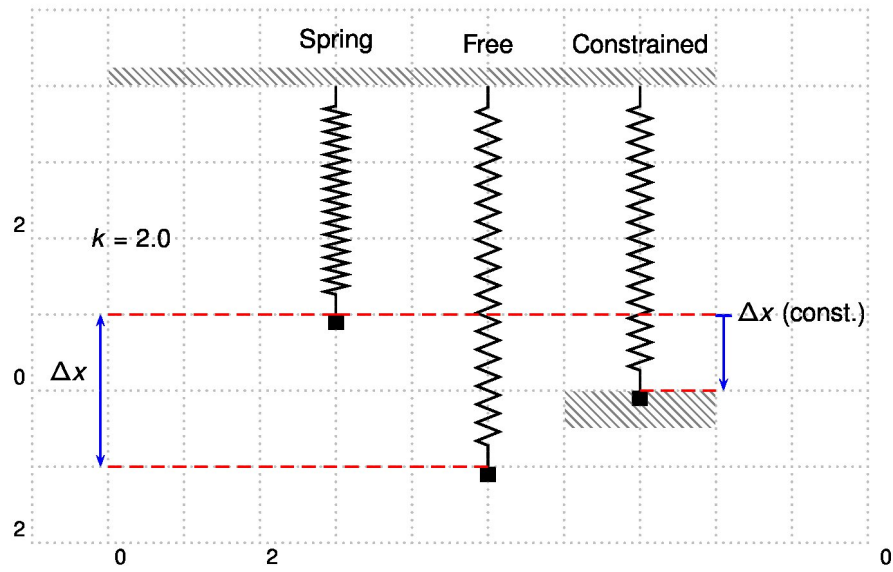 Spring Free Constrained
2
k = 2.0
Δx (const.)
0
Δx
2
0 2 0